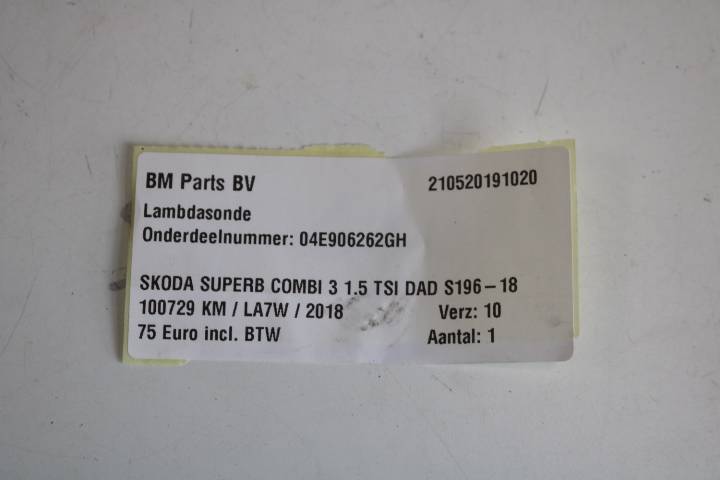 BM Parts BV 210520191020
Lambdasonde
Onderdeelnummer: 04E906262GH
SKODA SUPERB COMBI 3 1.5 TSI DAD S196-18
100729 KM / LA7W / 2018 Verz: 10
75 Euro incl. BTW Aantal: 1